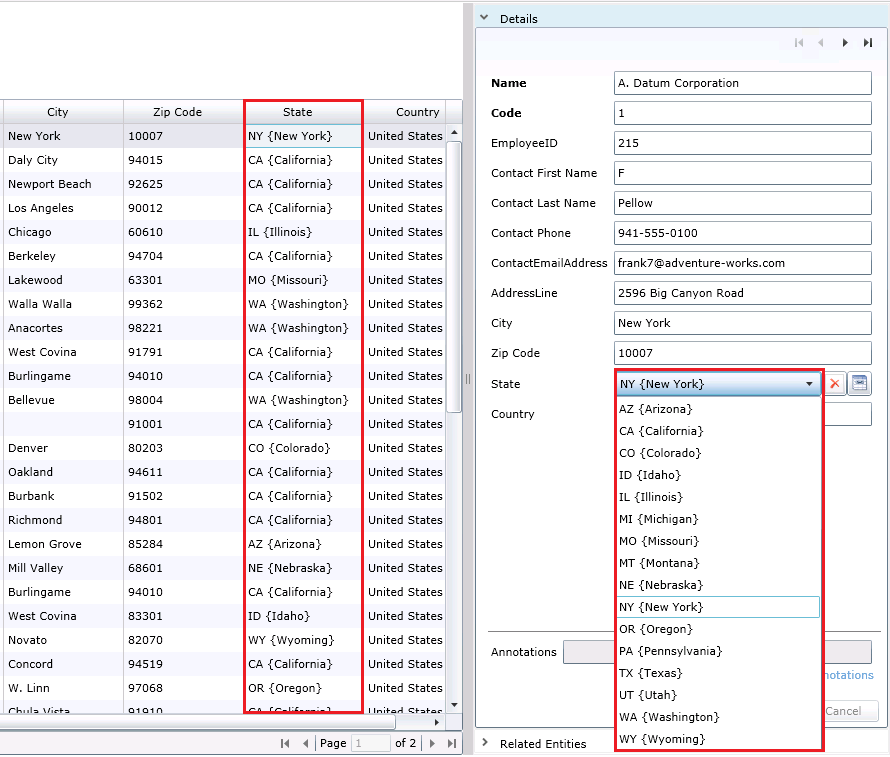 City Zip Code State Country
New York 10007 NY {New York} United States
Daly City 94015 CA {California} United States
Newport Beach 92625 CA {California} United States
Los Angeles 90012 CA {California} United States
Chicago 60610 IL {Illinois} United States
Berkeley 94704 CA {California} United States
Lakewood 63301 MO {Missouri} United States
Walla Walla 99362 WA {Washington} United States
Anacortes 98221 WA {Washington} United States
West Covina 91791 CA {California} United States
Burlingame 94010 CA {California} United States
Bellevue 98004 WA {Washington} United States
91001 CA {California} United States
Denver 80203 CO {Colorado} United States
Oakland 94611 CA {California} United States
Burbank 91502 CA {California} United States
Richmond 94801 CA {California} United States
Lemon Grove 85284 AZ {Arizona} United States
Mill Valley 68601 NE {Nebraska} United States
Burlingame 94010 CA {California} United States
West Covina 83301 ID {Idaho} United States
Novato 82070 WY {Wyoming} United States
Concord 94519 CA {California} United States
W. Linn 97068 OR {Oregon} United States
Chula Vista 91910 CA {California} United States
Page 1 of 2
Details
Name A. Datum Corporation
Code 1
EmployeeID 215
Contact First Name F
Contact Last Name Pellow
Contact Phone 941-555-0100
ContactEmailAddress frank7@adventure-works.com
AddressLine 2596 Big Canyon Road
City New York
Zip Code 10007
State NY {New York}
Country
AZ {Arizona}
CA {California}
CO {Colorado}
ID {Idaho}
IL {Illinois}
MI {Michigan}
MO {Missouri}
MT {Montana}
NE {Nebraska}
NY {New York}
OR {Oregon}
PA {Pennsylvania}
TX {Texas}
UT {Utah}
WA {Washington}
WY {Wyoming}
Annotations
notations
Cancel
Related Entities